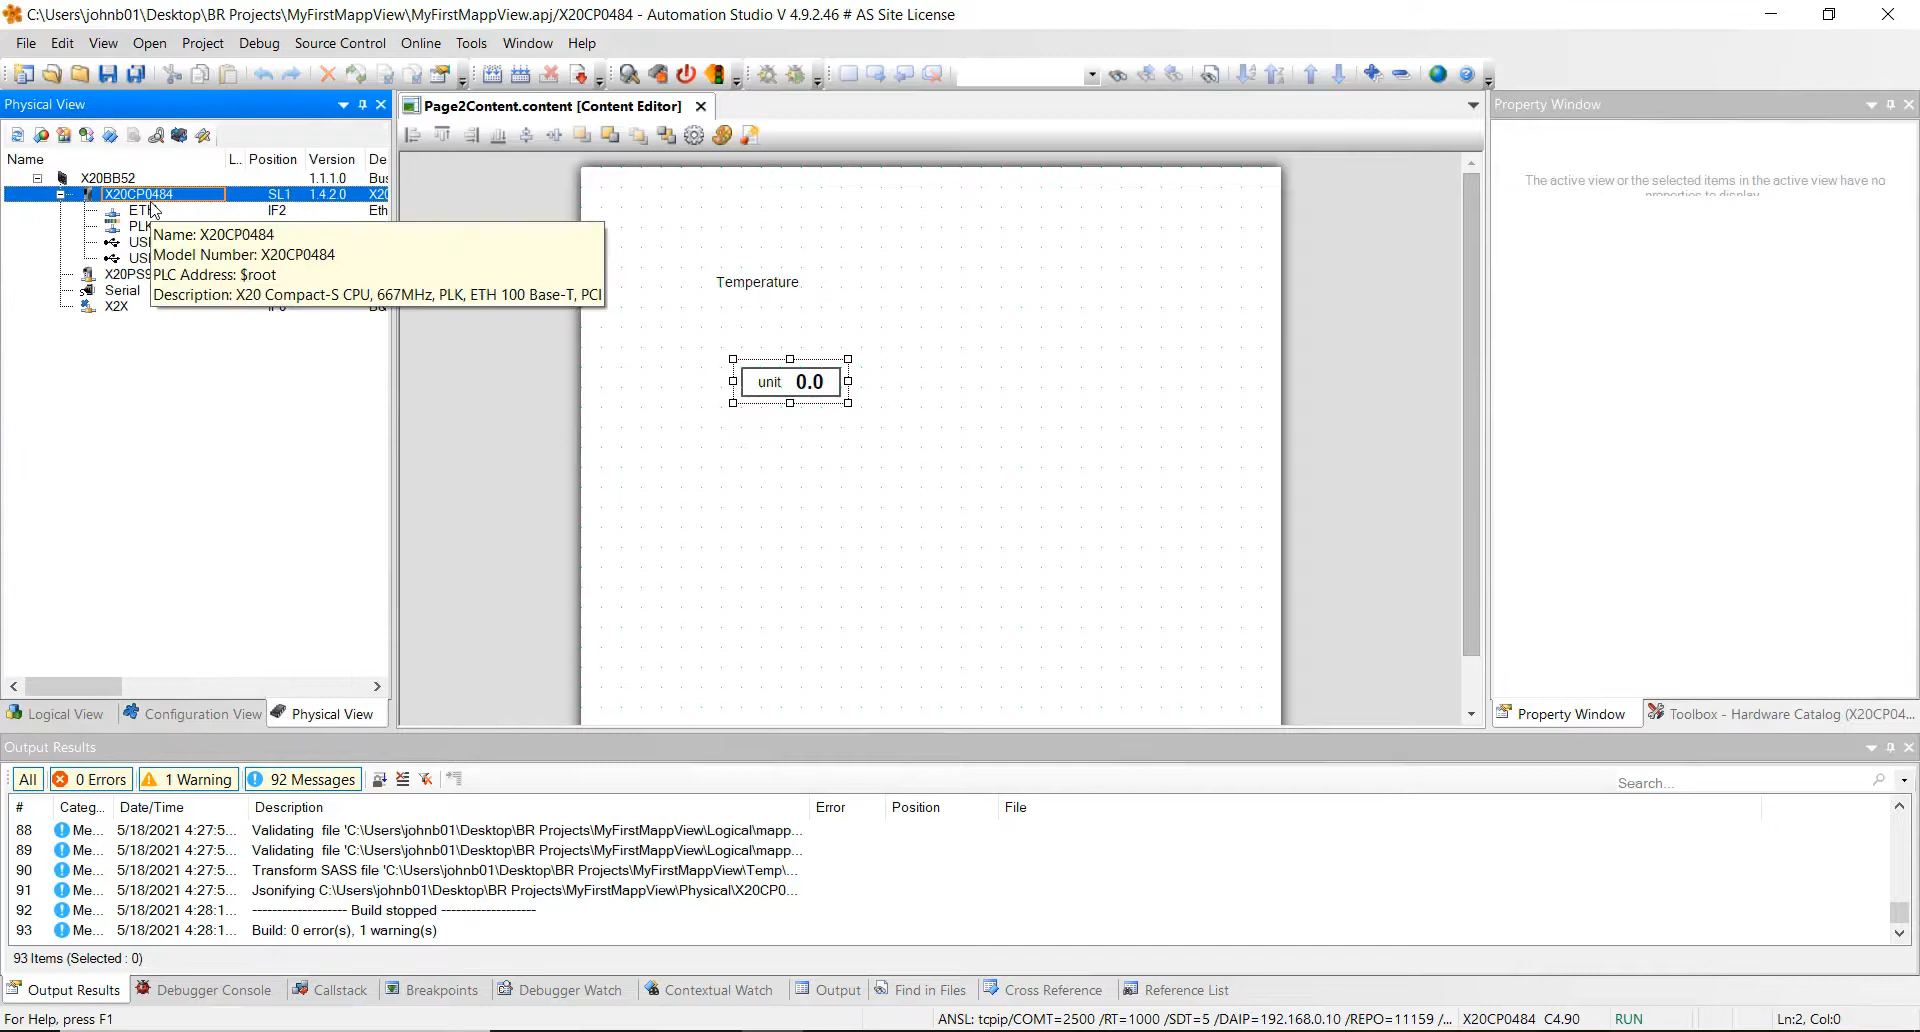 C:\Users\johnb01\Desktop\BR Projects\MyFirstMappView\MyFirstMappView.apj/X20CP0484 - Automation Studio V 4.9.2.46 # AS Site License
File Edit View Open Project Debug Source Control Online Tools Window Help
Physical View
Page2Content.content [Content Editor]
Property Window
Name L.. Position Version De
X20BB52 1.1.1.0 Bus
X20CP0484 SL1 1.4.2.0 X20
ETH IF2 Eth
PLK
USB
USB
X20PS9
Serial
X2X
Name: X20CP0484
Model Number: X20CP0484
PLC Address: $root
Description: X20 Compact-S CPU, 667MHz, PLK, ETH 100 Base-T, PCI
Temperature
unit 0.0
The active view or the selected items in the active view have no
properties to display.
Logical View Configuration View Physical View
Property Window Toolbox - Hardware Catalog (X20CP04...
Output Results
All 0 Errors 1 Warning 92 Messages
Search...
# Categ... Date/Time Description Error Position File
88 Me... 5/18/2021 4:27:5... Validating file 'C:\Users\johnb01\Desktop\BR Projects\MyFirstMappView\Logical\mapp...
89 Me... 5/18/2021 4:27:5... Validating file 'C:\Users\johnb01\Desktop\BR Projects\MyFirstMappView\Logical\mapp...
90 Me... 5/18/2021 4:27:5... Transform SASS file 'C:\Users\johnb01\Desktop\BR Projects\MyFirstMappView\Temp\...
91 Me... 5/18/2021 4:27:5... Jsonifying C:\Users\johnb01\Desktop\BR Projects\MyFirstMappView\Physical\X20CP0...
92 Me... 5/18/2021 4:28:1... ------------------- Build stopped -------------------
93 Me... 5/18/2021 4:28:1... Build: 0 error(s), 1 warning(s)
93 Items (Selected : 0)
Output Results Debugger Console Callstack Breakpoints Debugger Watch Contextual Watch Output Find in Files Cross Reference Reference List
For Help, press F1
ANSL: tcpip/COMT=2500 /RT=1000 /SDT=5 /DAIP=192.168.0.10 /REPO=11159 /... X20CP0484 C4.90 RUN Ln:2, Col:0